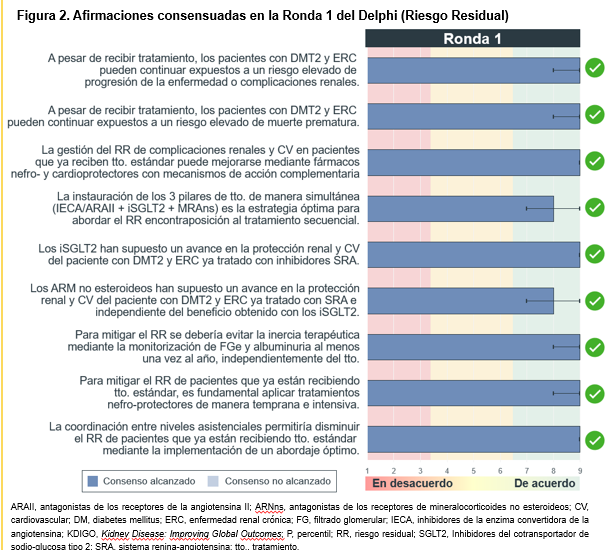 Figura 2. Afirmaciones consensuadas en la Ronda 1 del Delphi (Riesgo Residual)
Ronda 1
A pesar de recibir tratamiento, los pacientes con DMT2 y ERC
pueden continuar expuestos a un riesgo elevado de
progresión de la enfermedad o complicaciones renales.
A pesar de recibir tratamiento, los pacientes con DMT2 y ERC
pueden continuar expuestos a un riesgo elevado de muerte prematura.
La gestión del RR de complicaciones renales y CV en pacientes
que ya reciben tto. estándar puede mejorarse mediante fármacos
nefro- y cardioprotectores con mecanismos de acción complementaria
La instauración de los 3 pilares de tto. de manera simultánea
(IECA/ARAII + iSGLT2 + MRAns) es la estrategia óptima para
abordar el RR encontraposición al tratamiento secuencial.
Los iSGLT2 han supuesto un avance en la protección renal y CV
del paciente con DMT2 y ERC ya tratado con inhibidores SRA.
Los ARM no esteroideos han supuesto un avance en la protección
renal y CV del paciente con DMT2 y ERC ya tratado con SRA e
independiente del beneficio obtenido con los iSGLT2.
Para mitigar el RR se debería evitar la inercia terapéutica
mediante la monitorización de FGe y albuminuria al menos
una vez al año, independientemente del tto.
Para mitigar el RR de pacientes que ya están recibiendo
tto. estándar, es fundamental aplicar tratamientos
nefro-protectores de manera temprana e intensiva.
La coordinación entre niveles asistenciales permitiría disminuir
el RR de pacientes que ya están recibiendo tto. estándar
mediante la implementación de un abordaje óptimo.
1 2 3 4 5 6 7 8 9
Consenso alcanzado Consenso no alcanzado
En desacuerdo De acuerdo
ARAII, antagonistas de los receptores de la angiotensina II; ARNns, antagonistas de los receptores de mineralocorticoides no esteroideos; CV,
cardiovascular; DM, diabetes mellitus; ERC, enfermedad renal crónica; FG, filtrado glomerular; IECA, inhibidores de la enzima convertidora de la
angiotensina; KDIGO, Kidney Disease: Improving Global Outcomes; P, percentil; RR, riesgo residual; SGLT2, Inhibidores del cotransportador de
sodio-glucosa tipo 2; SRA, sistema renina-angiotensina; tto., tratamiento.